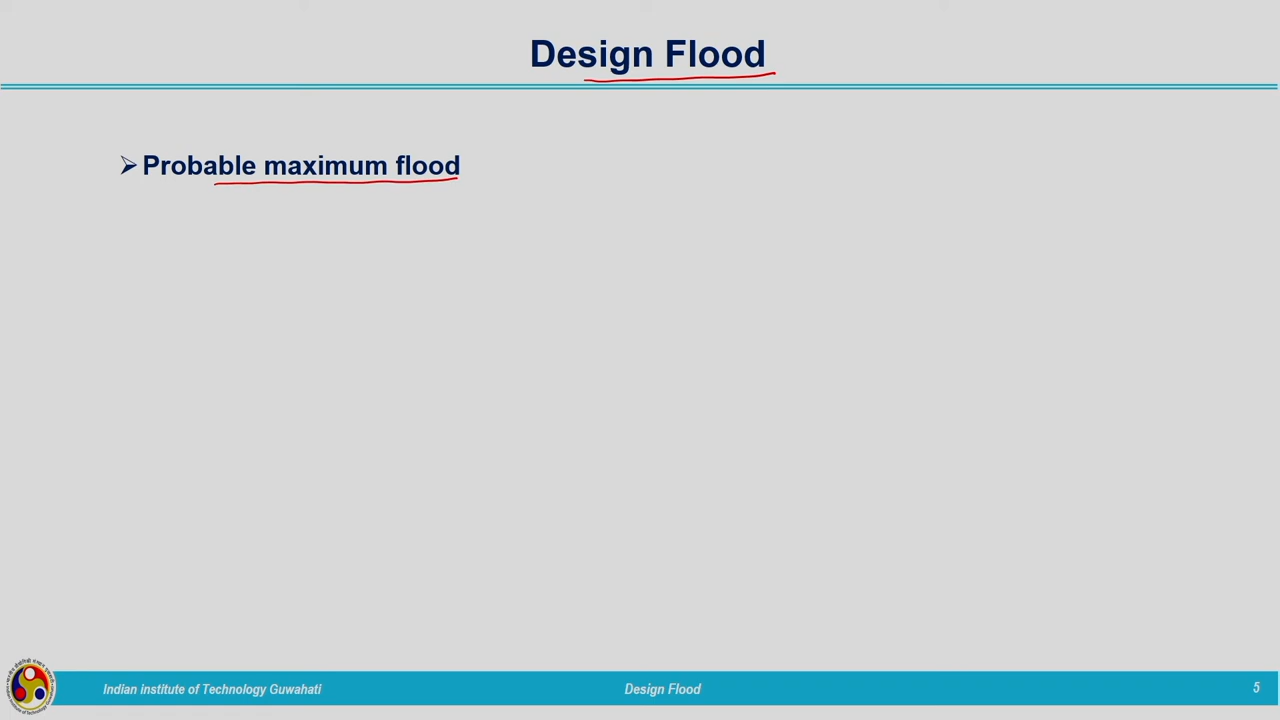 Design Flood
➢ Probable maximum flood
Indian institute of Technology Guwahati
Design Flood
5